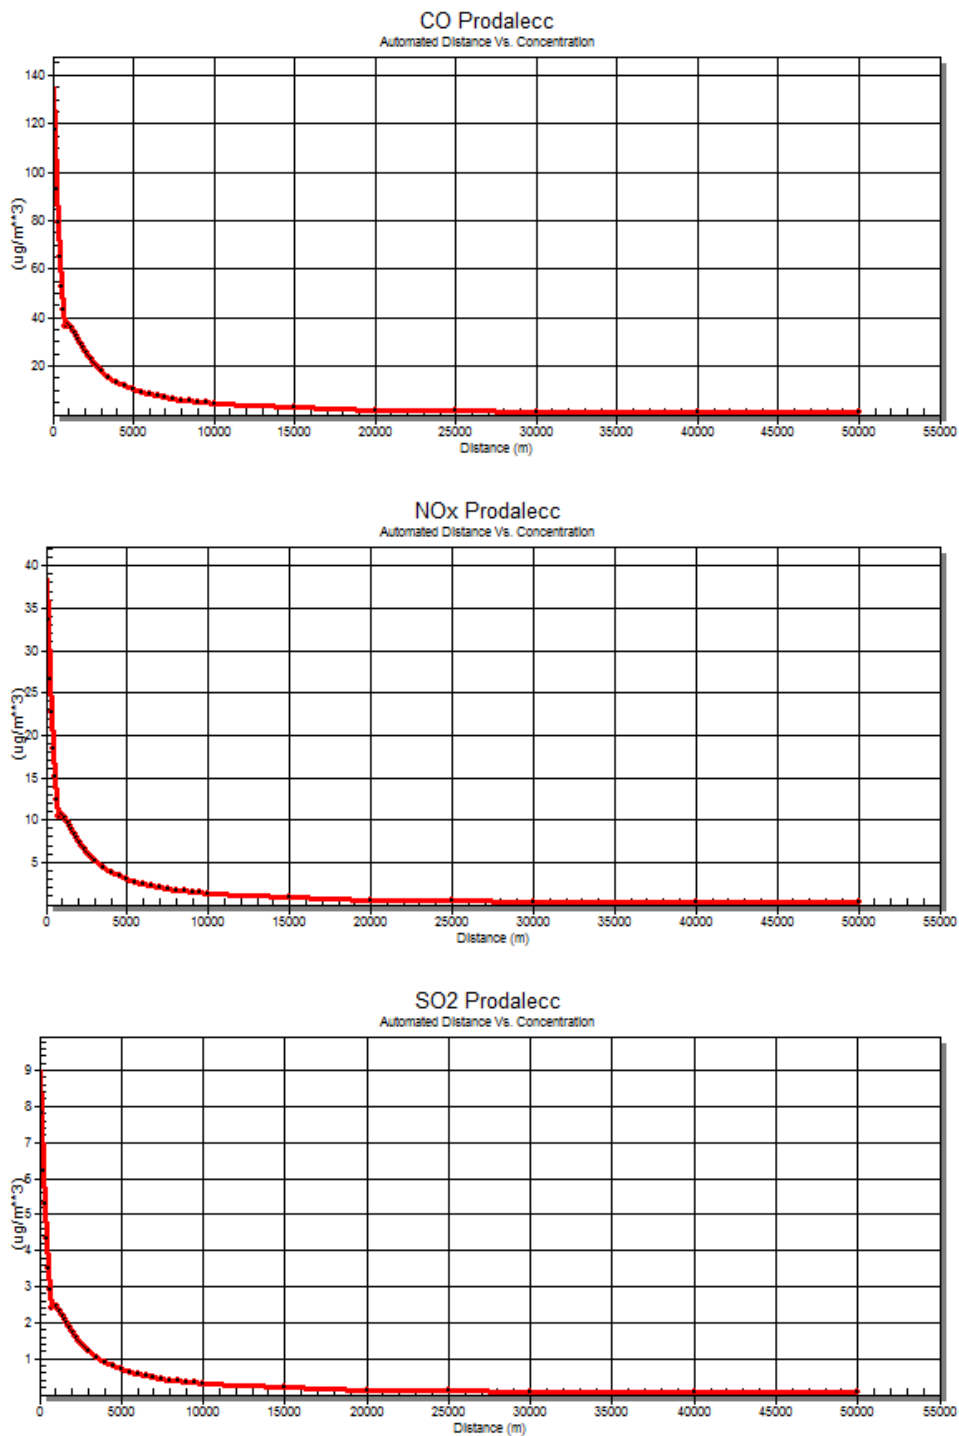 CO Prodalecc
Automated Distance Vs. Concentration
(ug/m**3)
140
120
100
80
60
40
20
0 5000 10000 15000 20000 25000 30000 35000 40000 45000 50000 55000
Distance (m)
NOx Prodalecc
Automated Distance Vs. Concentration
(ug/m**3)
40
35
30
25
20
15
10
5
0 5000 10000 15000 20000 25000 30000 35000 40000 45000 50000 55000
Distance (m)
SO2 Prodalecc
Automated Distance Vs. Concentration
(ug/m**3)
9
8
7
6
5
4
3
2
1
0 5000 10000 15000 20000 25000 30000 35000 40000 45000 50000 55000
Distance (m)